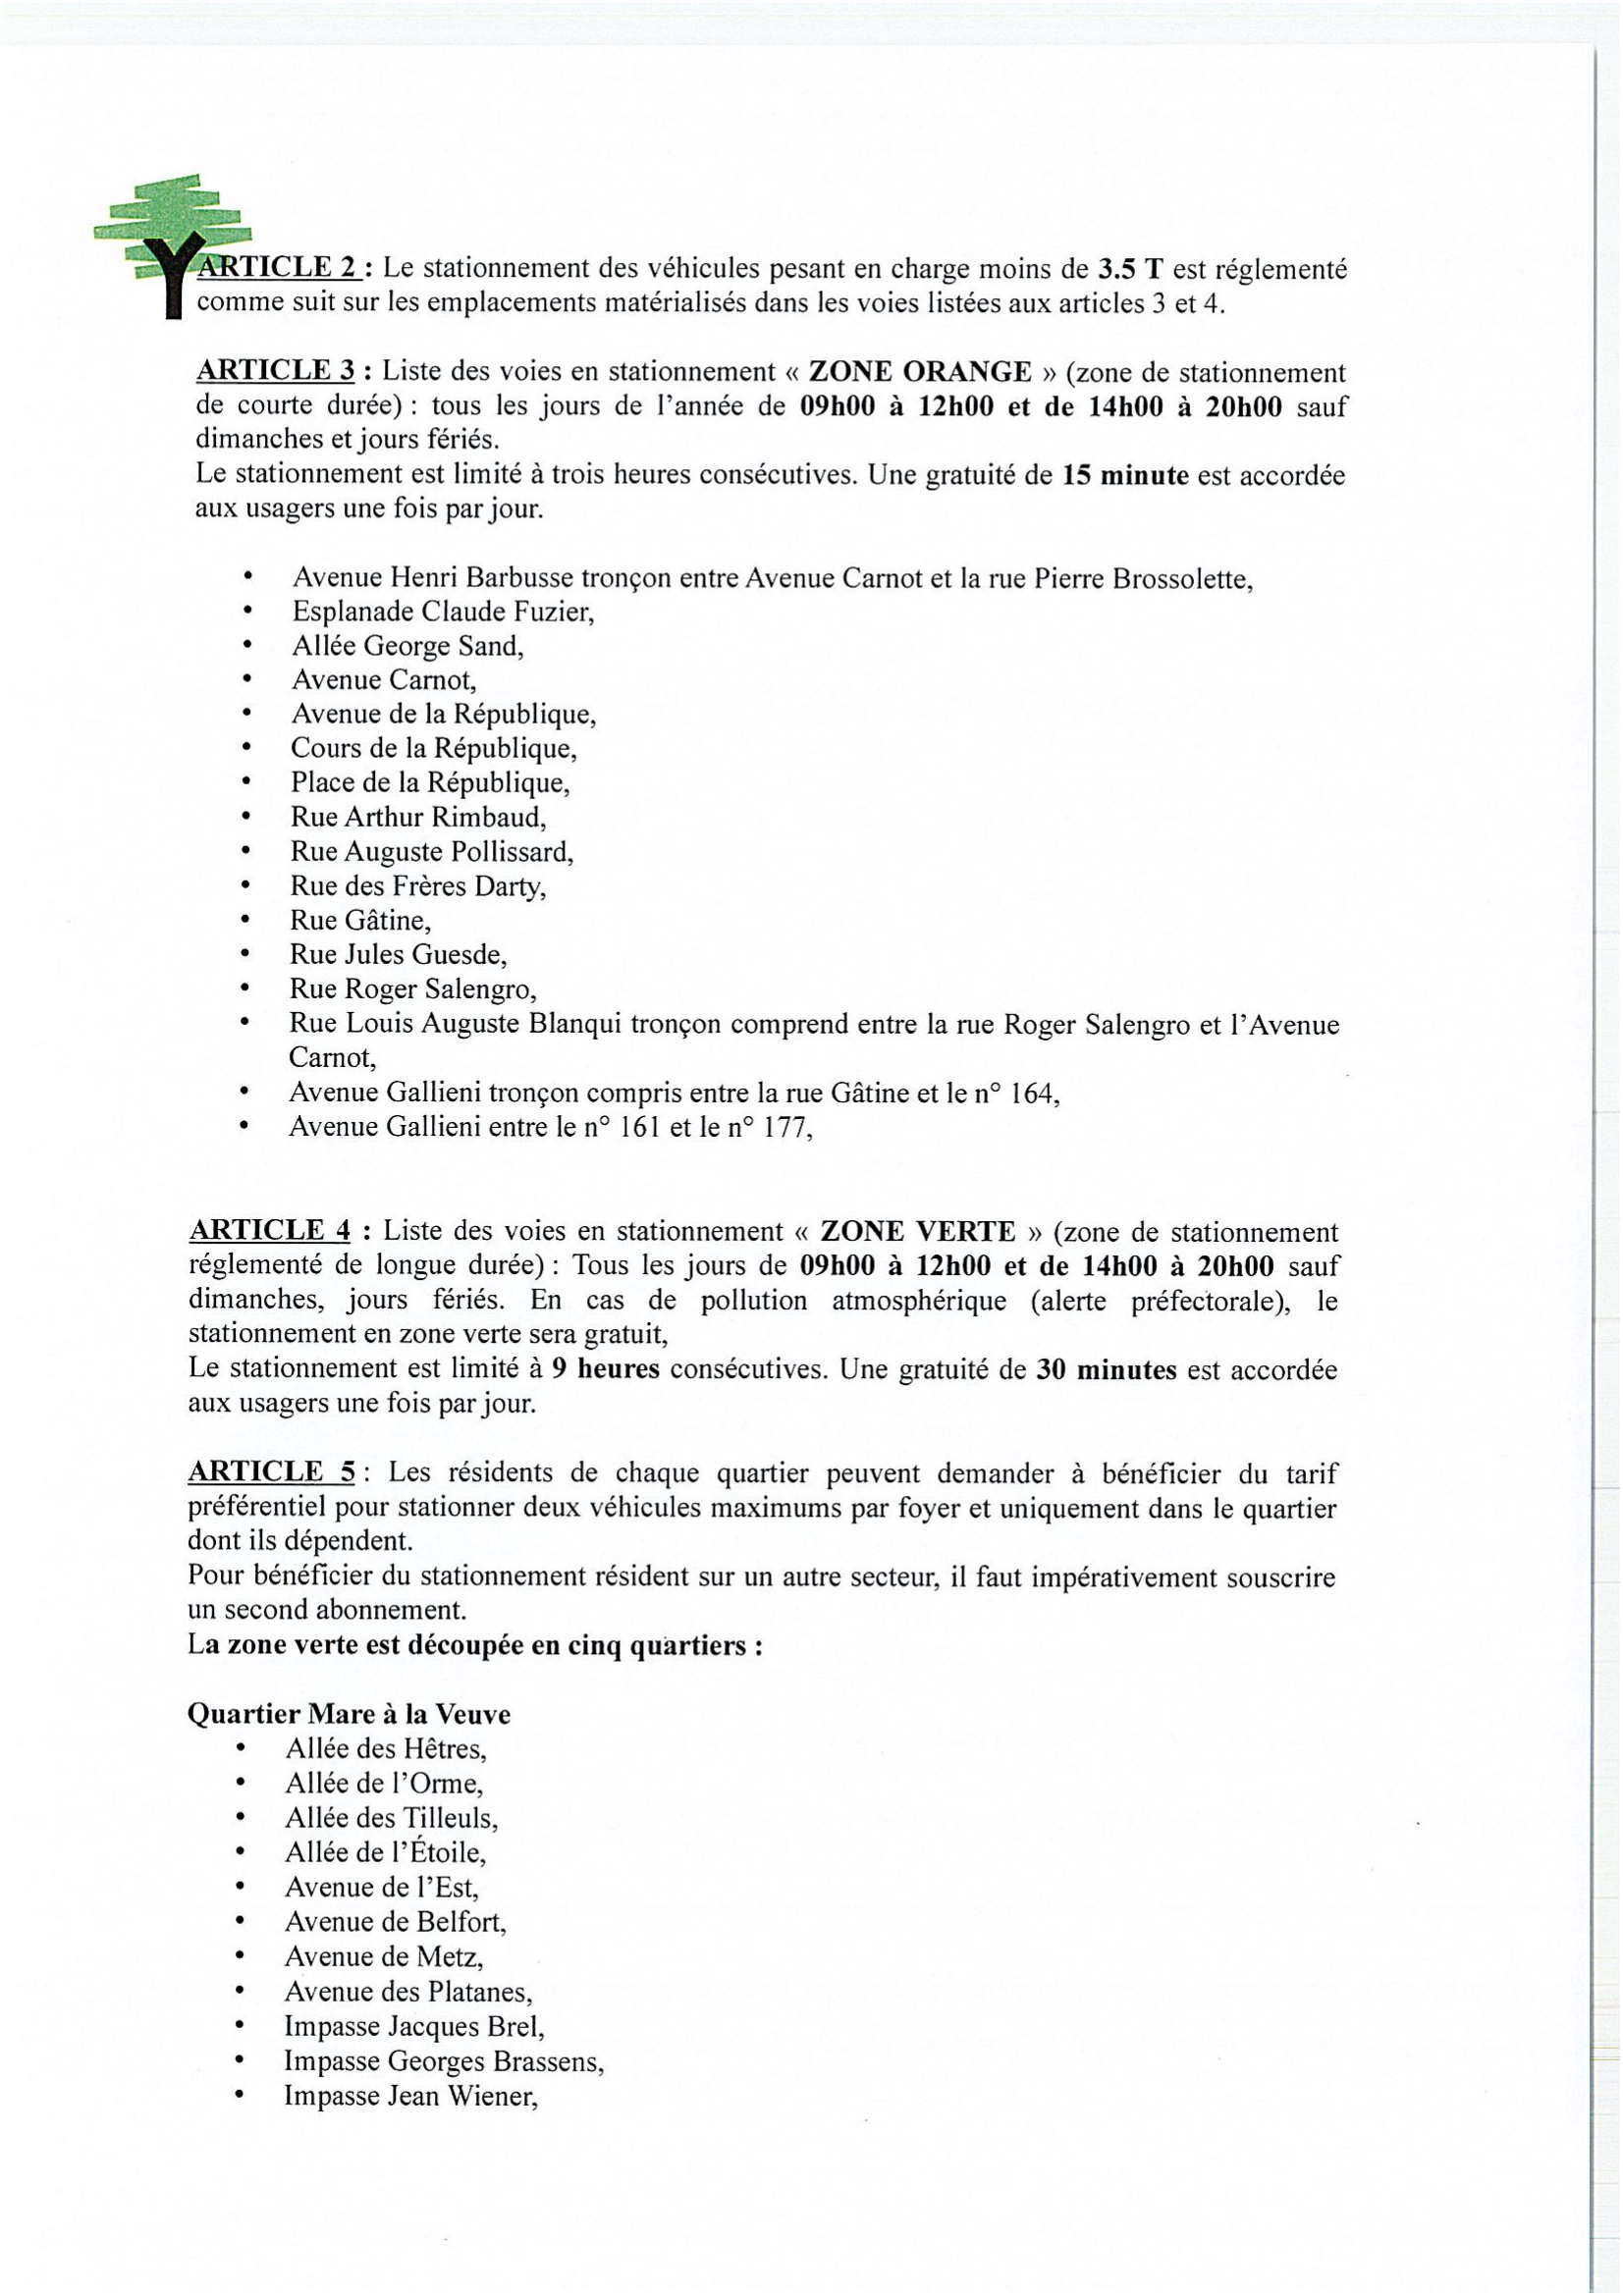 ARTICLE 2 : Le stationnement des véhicules pesant en charge moins de 3.5 T est réglementé
comme suit sur les emplacements matérialisés dans les voies listées aux articles 3 et 4.
ARTICLE 3 : Liste des voies en stationnement « ZONE ORANGE » (zone de stationnement
de courte durée) : tous les jours de l'année de 09h00 à 12h00 et de 14h00 à 20h00 sauf
dimanches et jours fériés.
Le stationnement est limité à trois heures consécutives. Une gratuité de 15 minute est accordée
aux usagers une fois par jour.
• Avenue Henri Barbusse tronçon entre Avenue Carnot et la rue Pierre Brossolette,
• Esplanade Claude Fuzier,
• Allée George Sand,
• Avenue Carnot,
• Avenue de la République,
• Cours de la République,
• Place de la République,
• Rue Arthur Rimbaud,
• Rue Auguste Pollissard,
• Rue des Frères Darty,
• Rue Gâtine,
• Rue Jules Guesde,
• Rue Roger Salengro,
• Rue Louis Auguste Blanqui tronçon comprend entre la rue Roger Salengro et l'Avenue
Carnot,
• Avenue Gallieni tronçon compris entre la rue Gâtine et le n° 164,
• Avenue Gallieni entre le n° 161 et le n° 177,
ARTICLE 4 : Liste des voies en stationnement « ZONE VERTE » (zone de stationnement
réglementé de longue durée) : Tous les jours de 09h00 à 12h00 et de 14h00 à 20h00 sauf
dimanches, jours fériés. En cas de pollution atmosphérique (alerte préfectorale), le
stationnement en zone verte sera gratuit,
Le stationnement est limité à 9 heures consécutives. Une gratuité de 30 minutes est accordée
aux usagers une fois par jour.
ARTICLE 5 : Les résidents de chaque quartier peuvent demander à bénéficier du tarif
préférentiel pour stationner deux véhicules maximums par foyer et uniquement dans le quartier
dont ils dépendent.
Pour bénéficier du stationnement résident sur un autre secteur, il faut impérativement souscrire
un second abonnement.
La zone verte est découpée en cinq quartiers :
Quartier Mare à la Veuve
• Allée des Hêtres,
• Allée de l'Orme,
• Allée des Tilleuls,
• Allée de l'Étoile,
• Avenue de l'Est,
• Avenue de Belfort,
• Avenue de Metz,
• Avenue des Platanes,
• Impasse Jacques Brel,
• Impasse Georges Brassens,
• Impasse Jean Wiener,